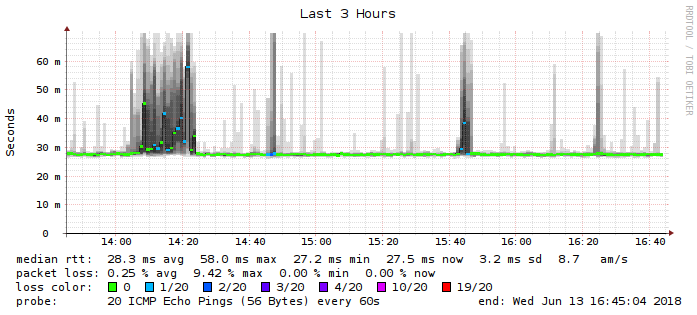 Last 3 Hours
RRDTOOL / TOBI OETIKER
Seconds
60 m
50 m
40 m
30 m
20 m
10 m
0
14:00 14:20 14:40 15:00 15:20 15:40 16:00 16:20 16:40
median rtt: 28.3 ms avg 58.0 ms max 27.2 ms min 27.5 ms now 3.2 ms sd 8.7 am/s
packet loss: 0.25 % avg 9.42 % max 0.00 % min 0.00 % now
loss color: 0 1/20 2/20 3/20 4/20 10/20 19/20
probe: 20 ICMP Echo Pings (56 Bytes) every 60s end: Wed Jun 13 16:45:04 2018